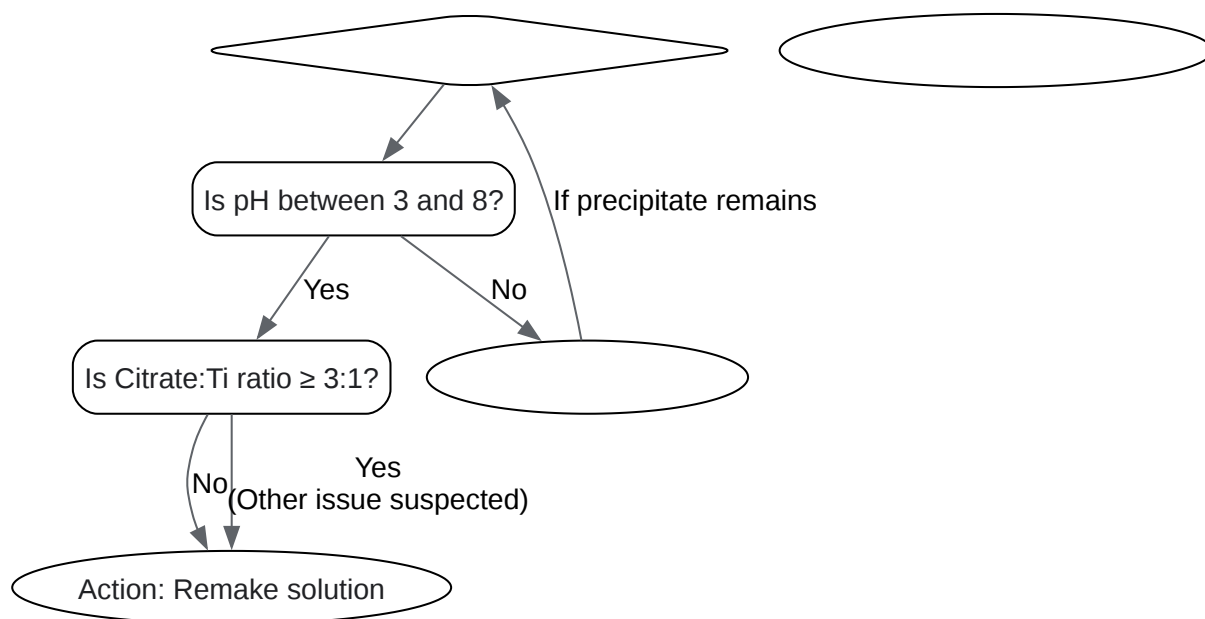 Is pH between 3 and 8?
If precipitate remains
Yes
No
Is Citrate:Ti ratio ≥ 3:1?
No
Yes
(Other issue suspected)
Action: Remake solution